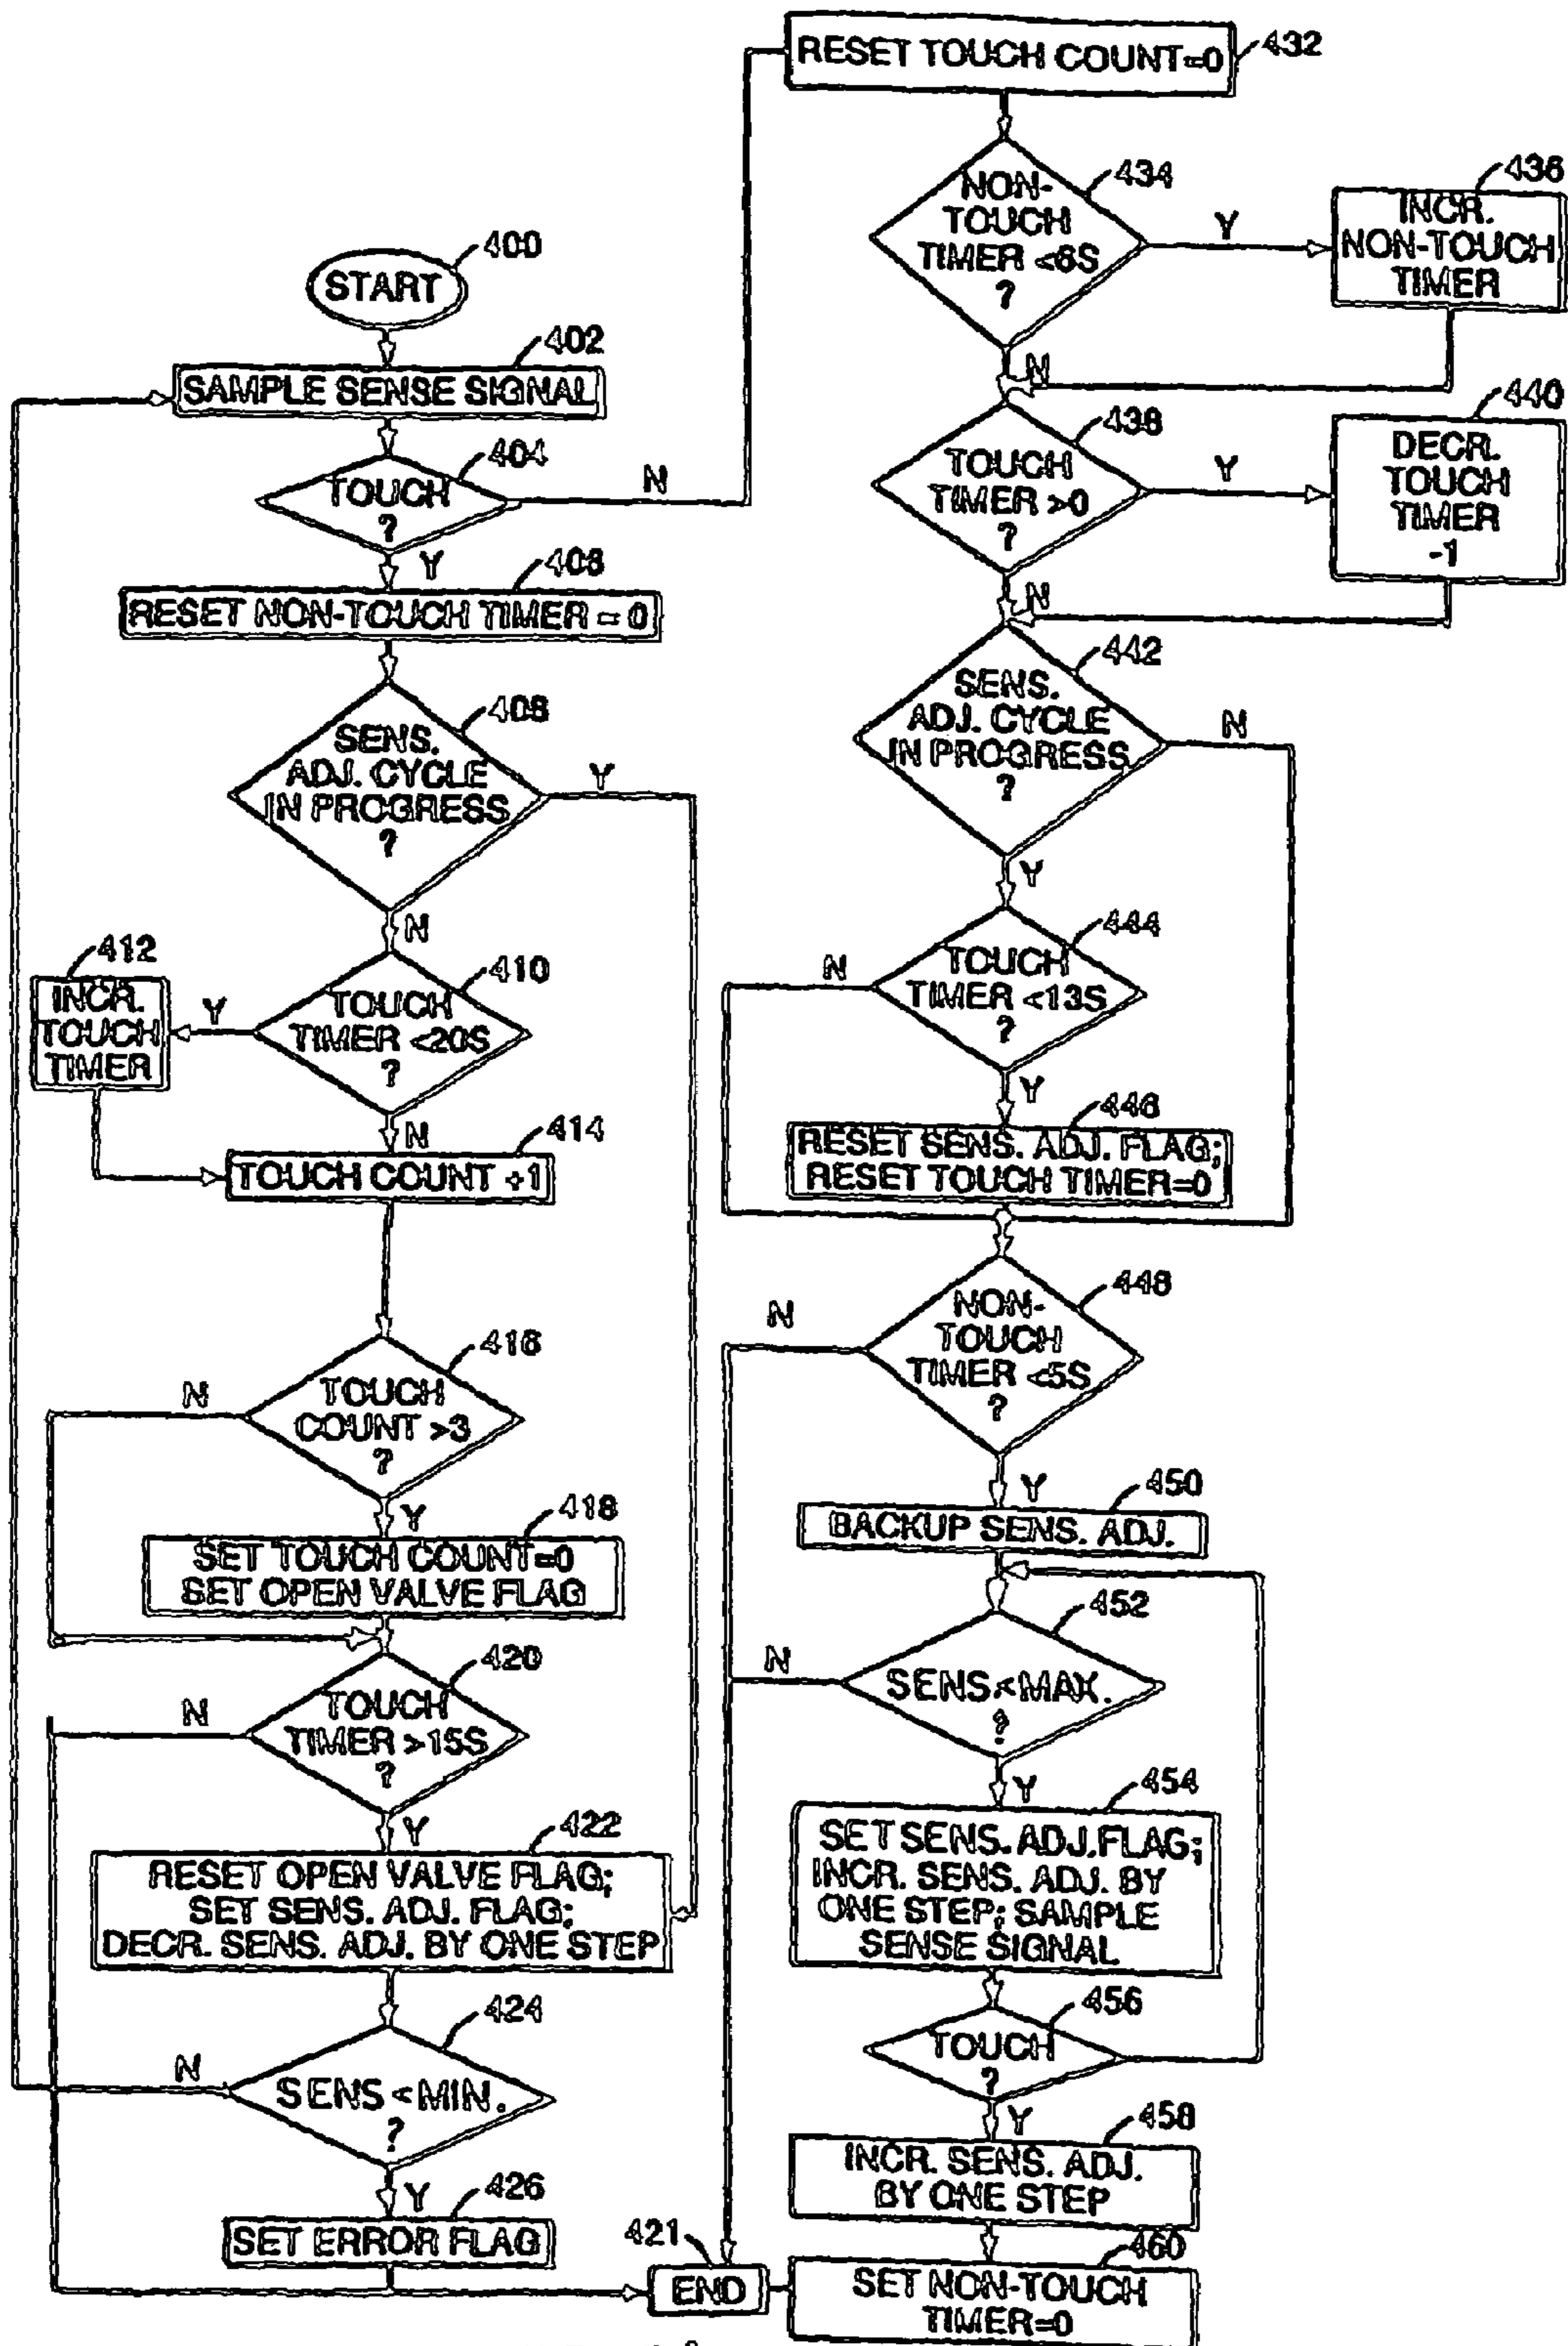 START
400
SAMPLE SENSE SIGNAL
402
TOUCH
?
404
N
Y
RESET NON-TOUCH TIMER = 0
406
SENS.
ADJ. CYCLE
IN PROGRESS
?
408
Y
N
TOUCH
TIMER <20S
?
410
Y
412
INCR.
TOUCH
TIMER
N
TOUCH COUNT +1
414
TOUCH
COUNT >3
?
416
N
Y
SET TOUCH COUNT=0
SET OPEN VALVE FLAG
418
TOUCH
TIMER >15S
?
420
N
Y
RESET OPEN VALVE FLAG;
SET SENS. ADJ. FLAG;
DECR. SENS. ADJ. BY ONE STEP
422
SENS <MIN.
?
424
N
Y
SET ERROR FLAG
426
421
END
RESET TOUCH COUNT=0
432
NON-
TOUCH
TIMER <6S
?
434
Y
436
INCR.
NON-TOUCH
TIMER
N
TOUCH
TIMER >0
?
438
Y
440
DECR.
TOUCH
TIMER
-1
N
SENS.
ADJ. CYCLE
IN PROGRESS
?
442
N
Y
TOUCH
TIMER <13S
?
444
N
Y
RESET SENS. ADJ. FLAG;
RESET TOUCH TIMER=0
446
NON-
TOUCH
TIMER <5S
?
448
N
Y
BACKUP SENS. ADJ.
450
SENS.<MAX.
?
452
N
Y
SET SENS. ADJ.FLAG;
INCR. SENS. ADJ. BY
ONE STEP; SAMPLE
SENSE SIGNAL
454
TOUCH
?
456
Y
INCR. SENS. ADJ.
BY ONE STEP
458
SET NON-TOUCH
TIMER=0
460